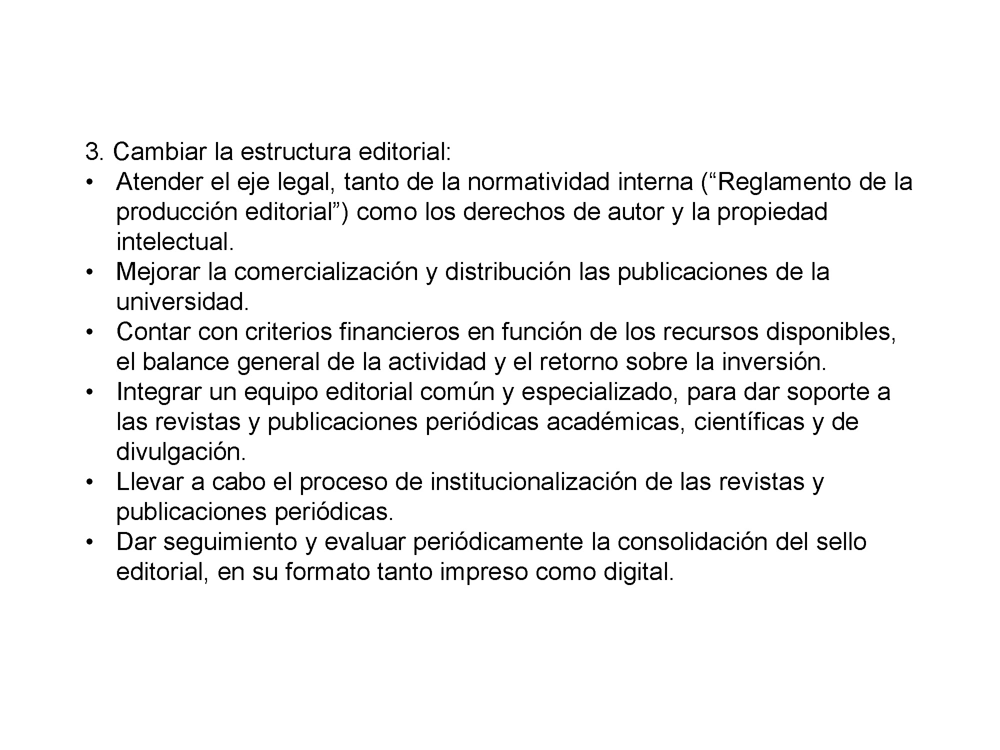 3. Cambiar la estructura editorial:
• Atender el eje legal, tanto de la normatividad interna (“Reglamento de la
producción editorial”) como los derechos de autor y la propiedad
intelectual.
• Mejorar la comercialización y distribución las publicaciones de la
universidad.
• Contar con criterios financieros en función de los recursos disponibles,
el balance general de la actividad y el retorno sobre la inversión.
• Integrar un equipo editorial común y especializado, para dar soporte a
las revistas y publicaciones periódicas académicas, científicas y de
divulgación.
• Llevar a cabo el proceso de institucionalización de las revistas y
publicaciones periódicas.
• Dar seguimiento y evaluar periódicamente la consolidación del sello
editorial, en su formato tanto impreso como digital.